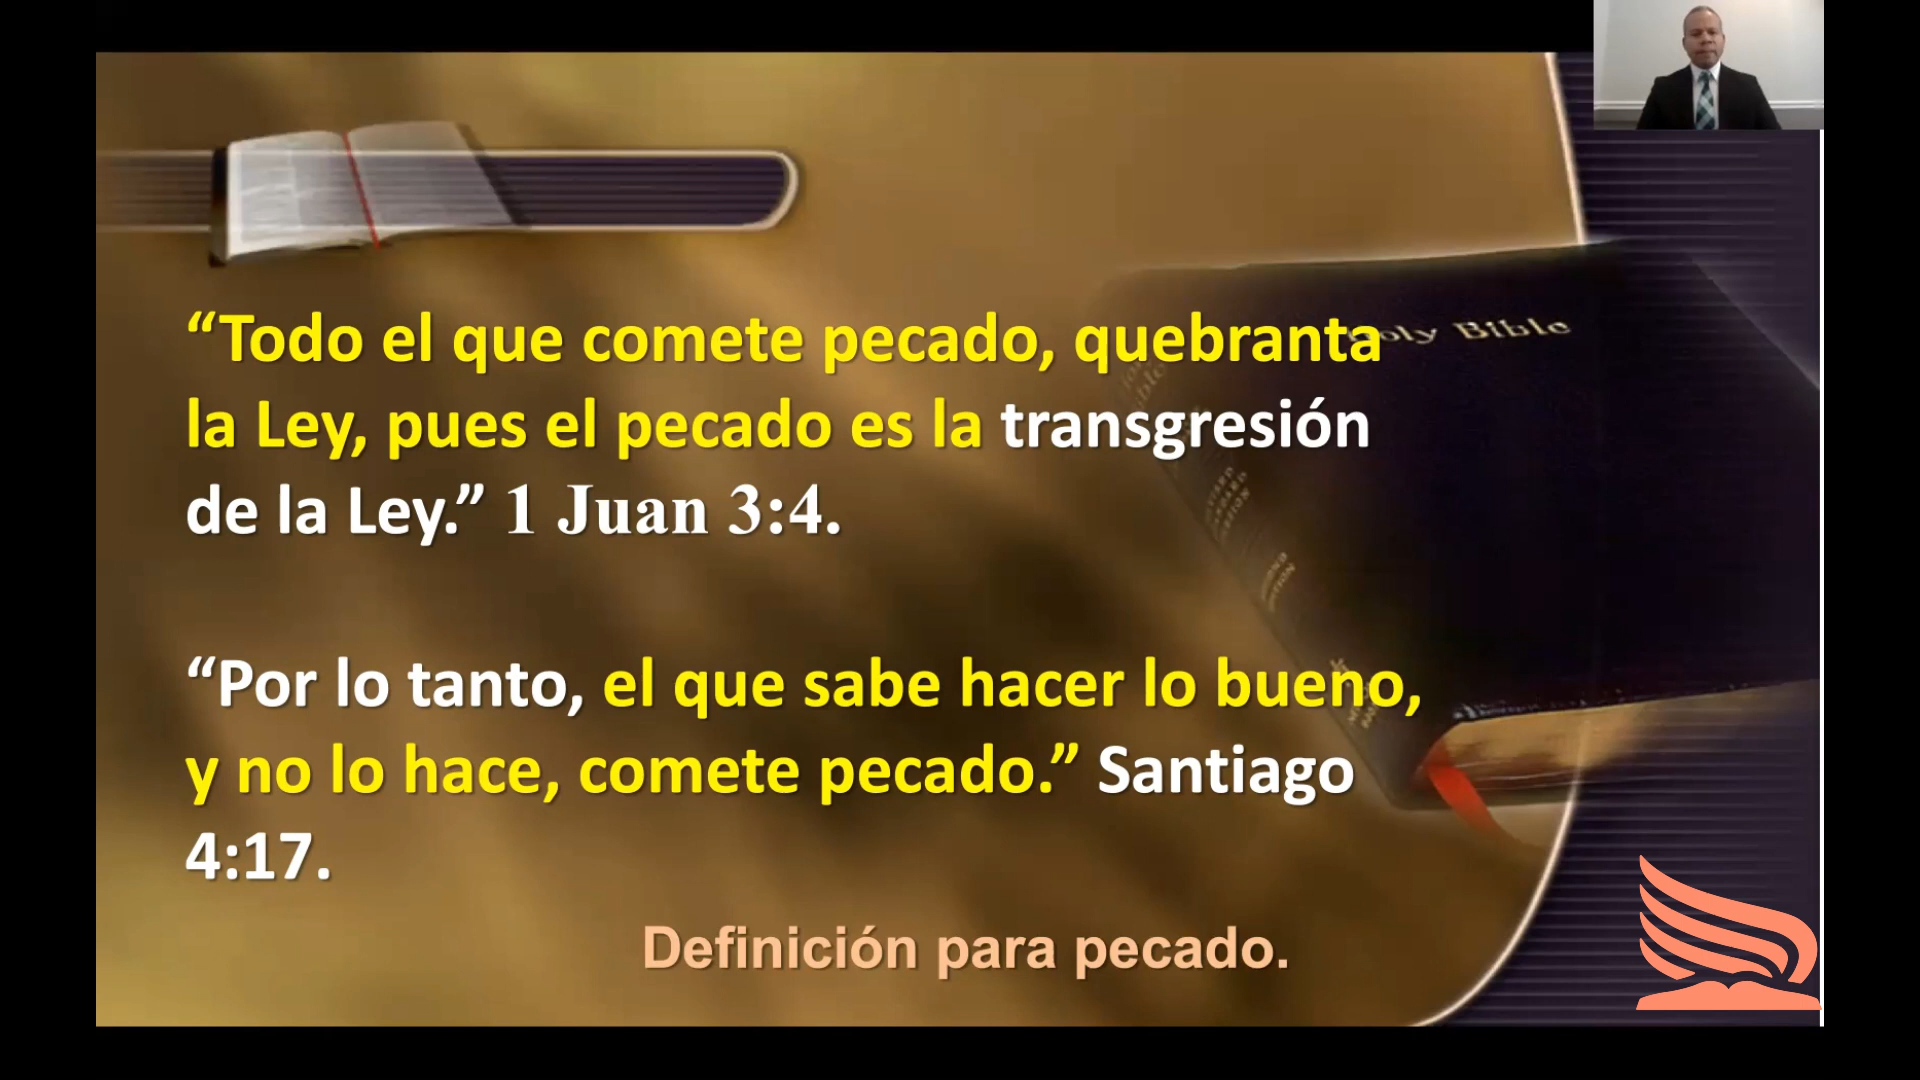 “Todo el que comete pecado, quebranta
la Ley, pues el pecado es la transgresión
de la Ley.” 1 Juan 3:4.
“Por lo tanto, el que sabe hacer lo bueno,
y no lo hace, comete pecado.” Santiago
4:17.
Definición para pecado.
Holy Bible